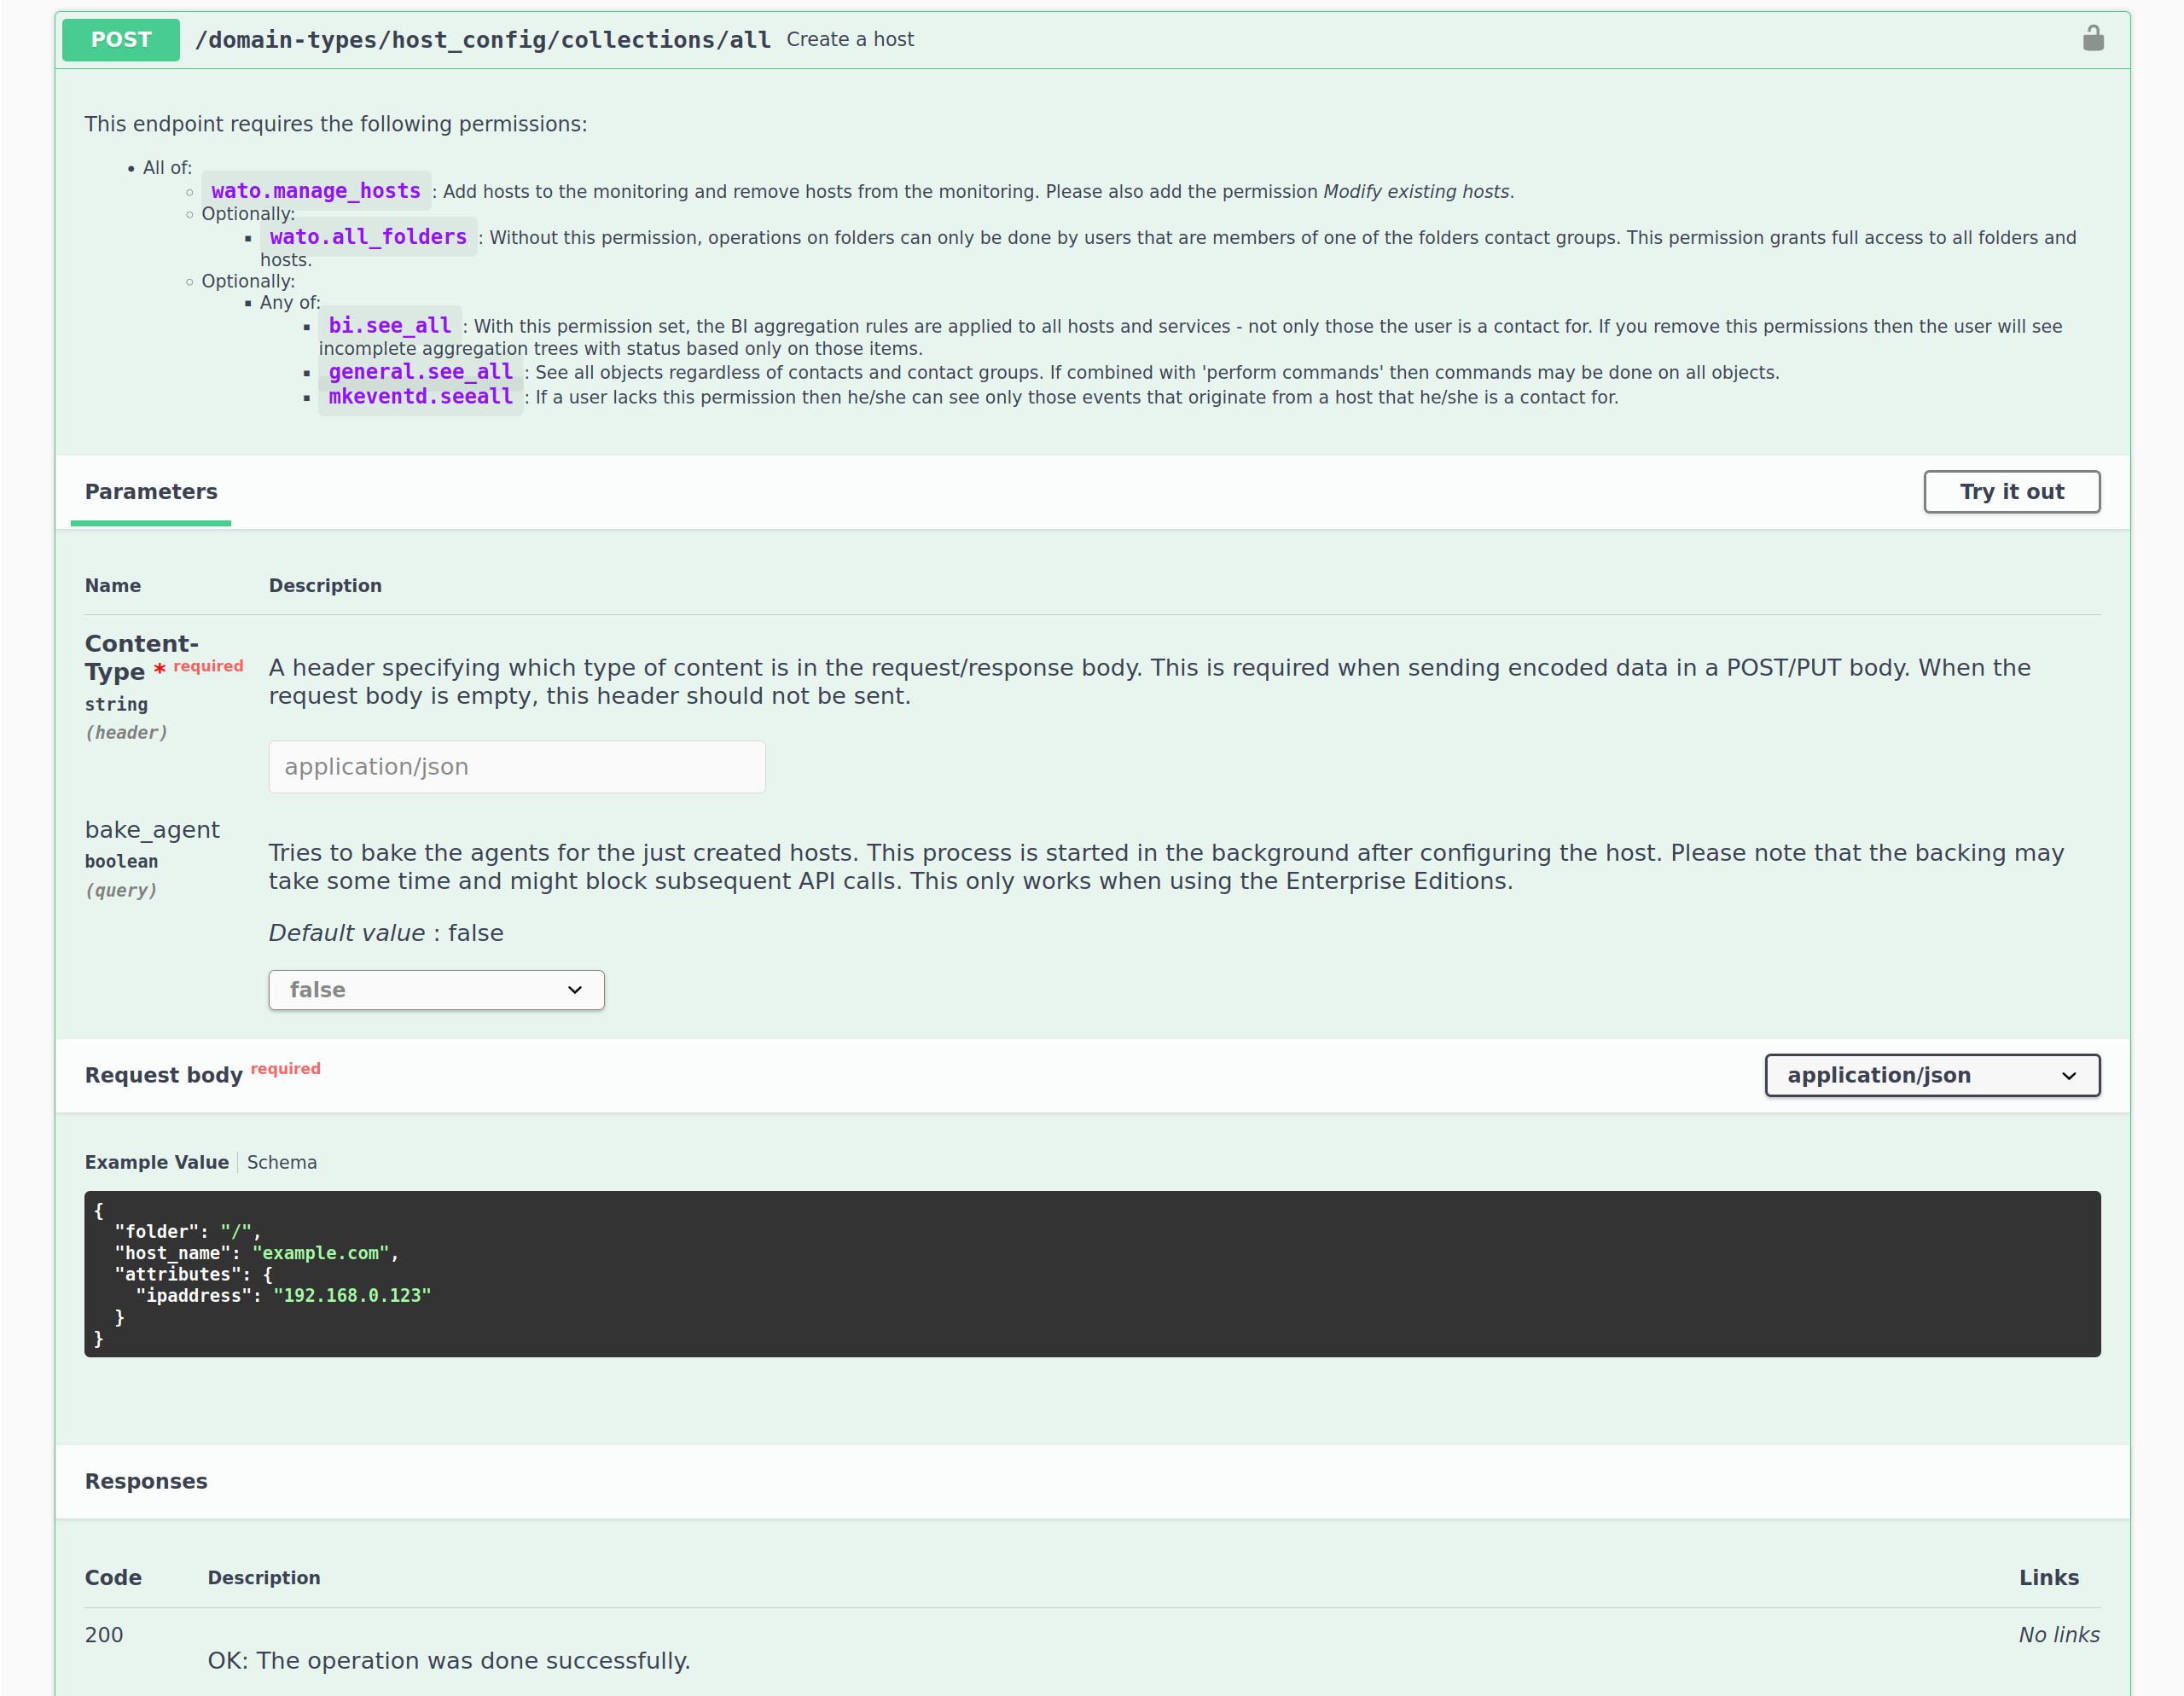 POST /domain-types/host_config/collections/all Create a host
This endpoint requires the following permissions:
• All of:
◦ wato.manage_hosts : Add hosts to the monitoring and remove hosts from the monitoring. Please also add the permission Modify existing hosts.
◦ Optionally:
▪ wato.all_folders : Without this permission, operations on folders can only be done by users that are members of one of the folders contact groups. This permission grants full access to all folders and
hosts.
◦ Optionally:
▪ Any of:
▪ bi.see_all : With this permission set, the BI aggregation rules are applied to all hosts and services - not only those the user is a contact for. If you remove this permissions then the user will see
incomplete aggregation trees with status based only on those items.
▪ general.see_all : See all objects regardless of contacts and contact groups. If combined with 'perform commands' then commands may be done on all objects.
▪ mkeventd.seeall : If a user lacks this permission then he/she can see only those events that originate from a host that he/she is a contact for.
Parameters
Try it out
Name Description
Content-
Type * required
string
(header)
A header specifying which type of content is in the request/response body. This is required when sending encoded data in a POST/PUT body. When the
request body is empty, this header should not be sent.
application/json
bake_agent
boolean
(query)
Tries to bake the agents for the just created hosts. This process is started in the background after configuring the host. Please note that the backing may
take some time and might block subsequent API calls. This only works when using the Enterprise Editions.
Default value : false
false
Request body required
application/json
Example Value Schema
{
  "folder": "/",
  "host_name": "example.com",
  "attributes": {
    "ipaddress": "192.168.0.123"
  }
}
Responses
Code Description Links
200 No links
OK: The operation was done successfully.